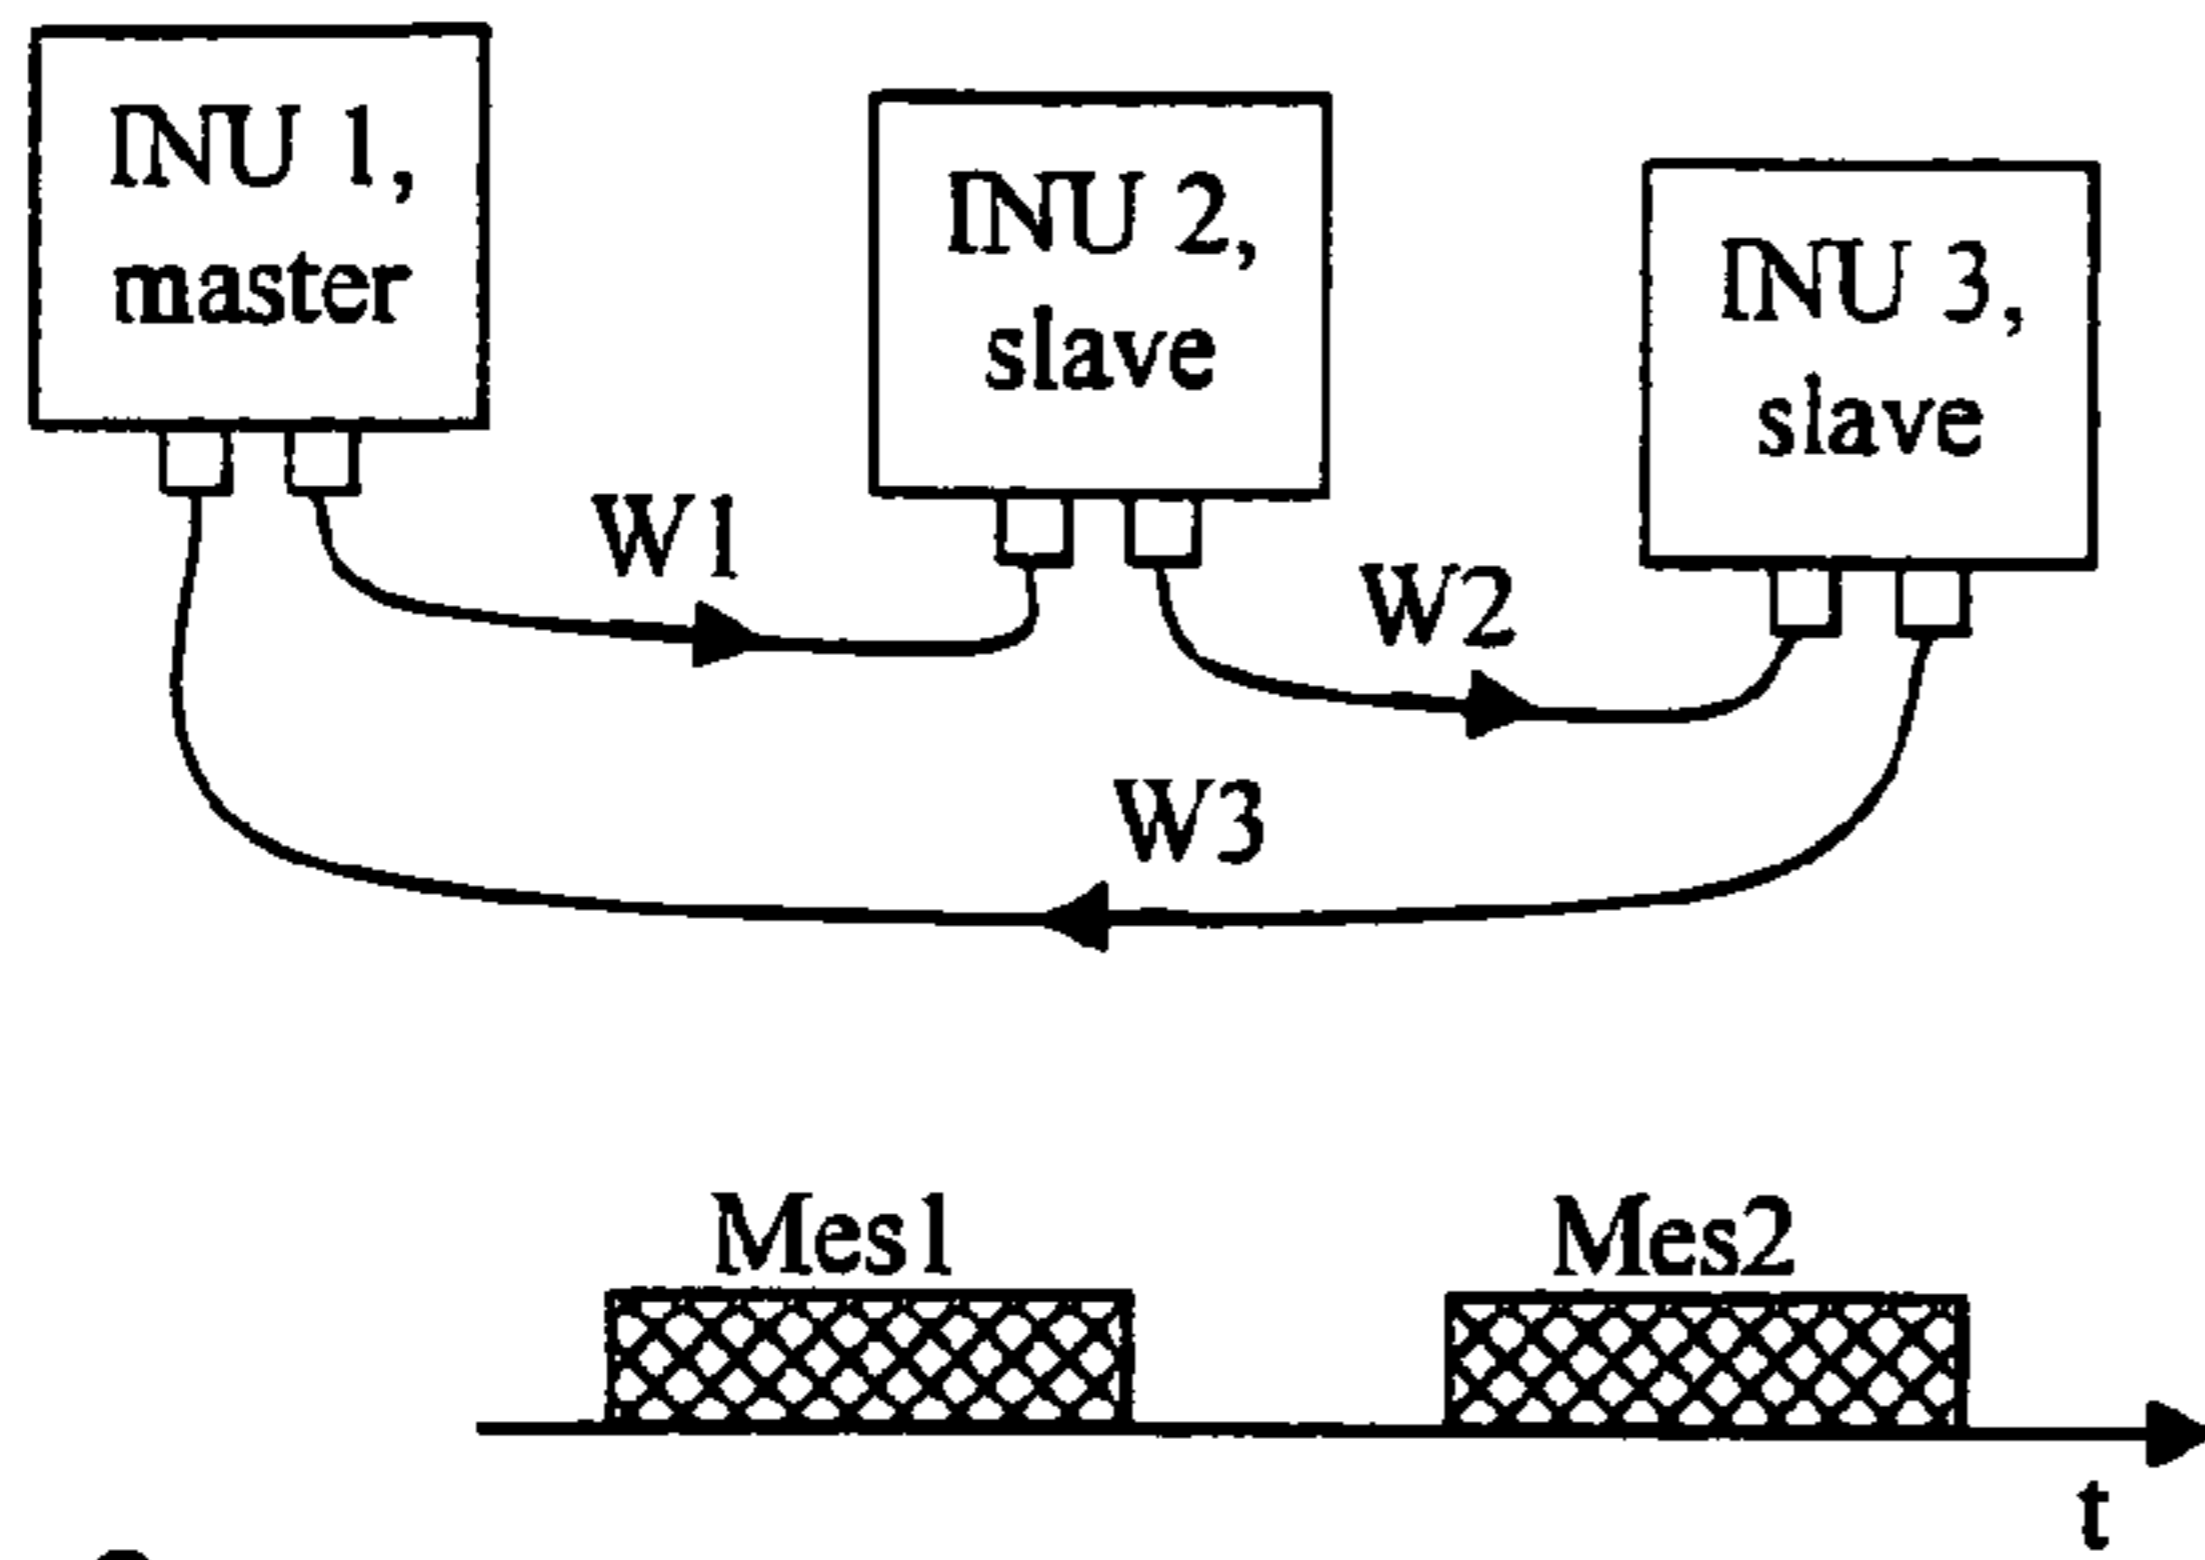 INU 1,
master
INU 2,
slave
INU 3,
slave
W1
W2
W3
Mes1
Mes2
t